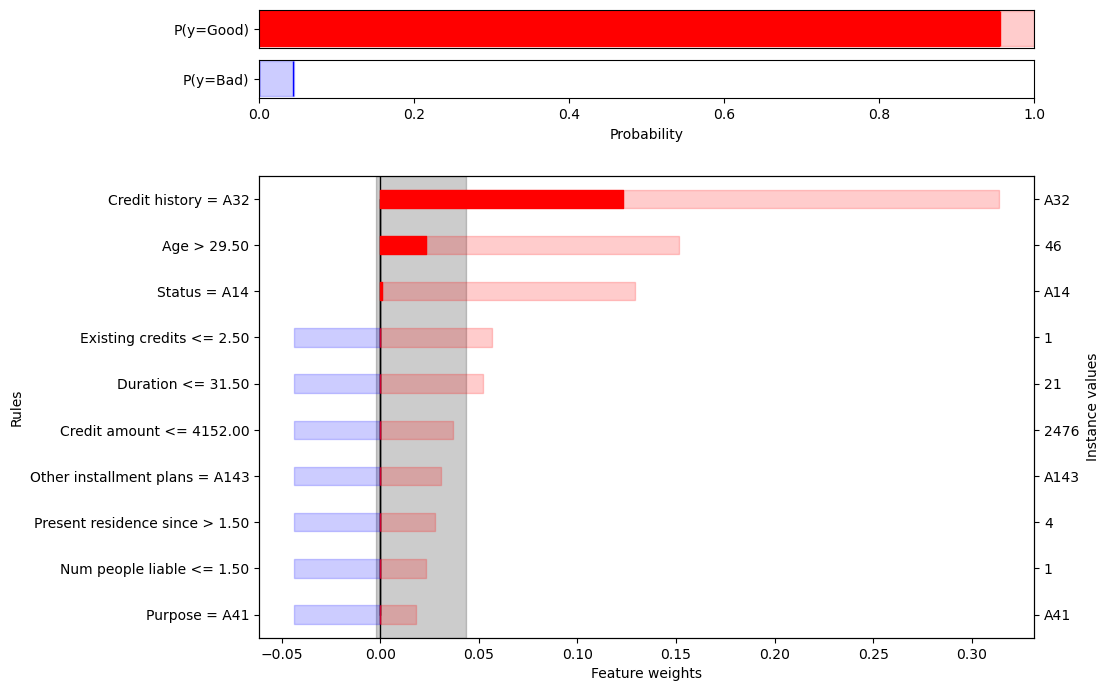 P(y=Good)
P(y=Bad)
0.0 0.2 0.4 0.6 0.8 1.0
Probability
Credit history = A32 A32
Age > 29.50 46
Status = A14 A14
Existing credits <= 2.50 1
Duration <= 31.50 21
Credit amount <= 4152.00 2476
Other installment plans = A143 A143
Present residence since > 1.50 4
Num people liable <= 1.50 1
Purpose = A41 A41
Rules
Instance values
−0.05 0.00 0.05 0.10 0.15 0.20 0.25 0.30
Feature weights